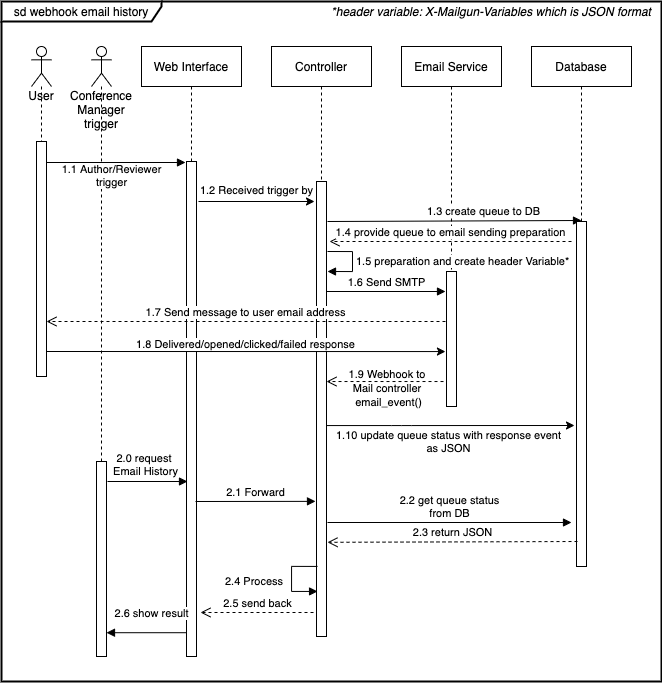 sd webhook email history
*header variable: X-Mailgun-Variables which is JSON format
User
Conference
Manager
trigger
Web Interface
Controller
Email Service
Database
1.1 Author/Reviewer
trigger
1.2 Received trigger by
1.3 create queue to DB
1.4 provide queue to email sending preparation
1.5 preparation and create header Variable*
1.6 Send SMTP
1.7 Send message to user email address
1.8 Delivered/opened/clicked/failed response
1.9 Webhook to
Mail controller
email_event()
1.10 update queue status with response event
as JSON
2.0 request
Email History
2.1 Forward
2.2 get queue status
from DB
2.3 return JSON
2.4 Process
2.5 send back
2.6 show result